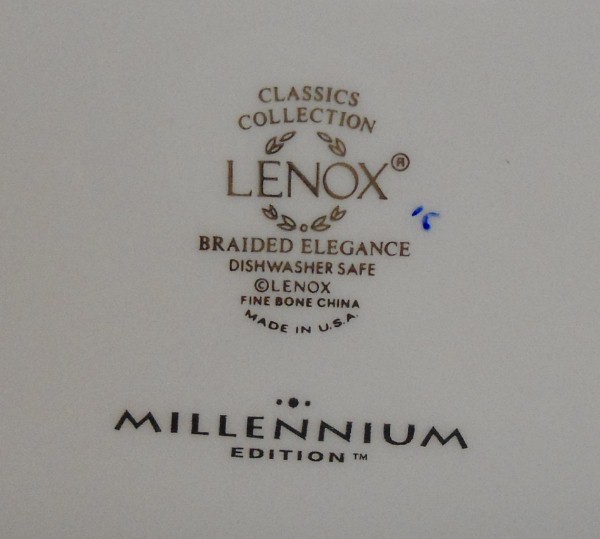 CLASSICS
COLLECTION
LENOX®
BRAIDED ELEGANCE
DISHWASHER SAFE
©LENOX
FINE BONE CHINA
MADE IN U.S.A.
MILLENNIUM
EDITION™